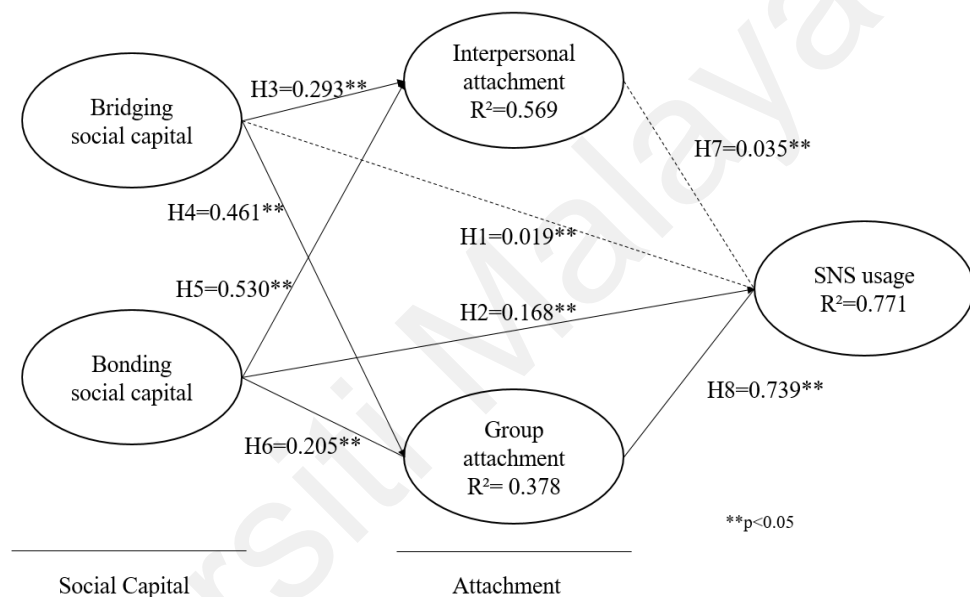 Interpersonal
attachment
R²=0.569
Bridging
social capital
H3=0.293**
H7=0.035**
H4=0.461**
H1=0.019**
SNS usage
R²=0.771
H5=0.530**
H2=0.168**
Bonding
social capital
H8=0.739**
H6=0.205**
Group
attachment
R²= 0.378
**p<0.05
Social Capital
Attachment
rsiti Malaya